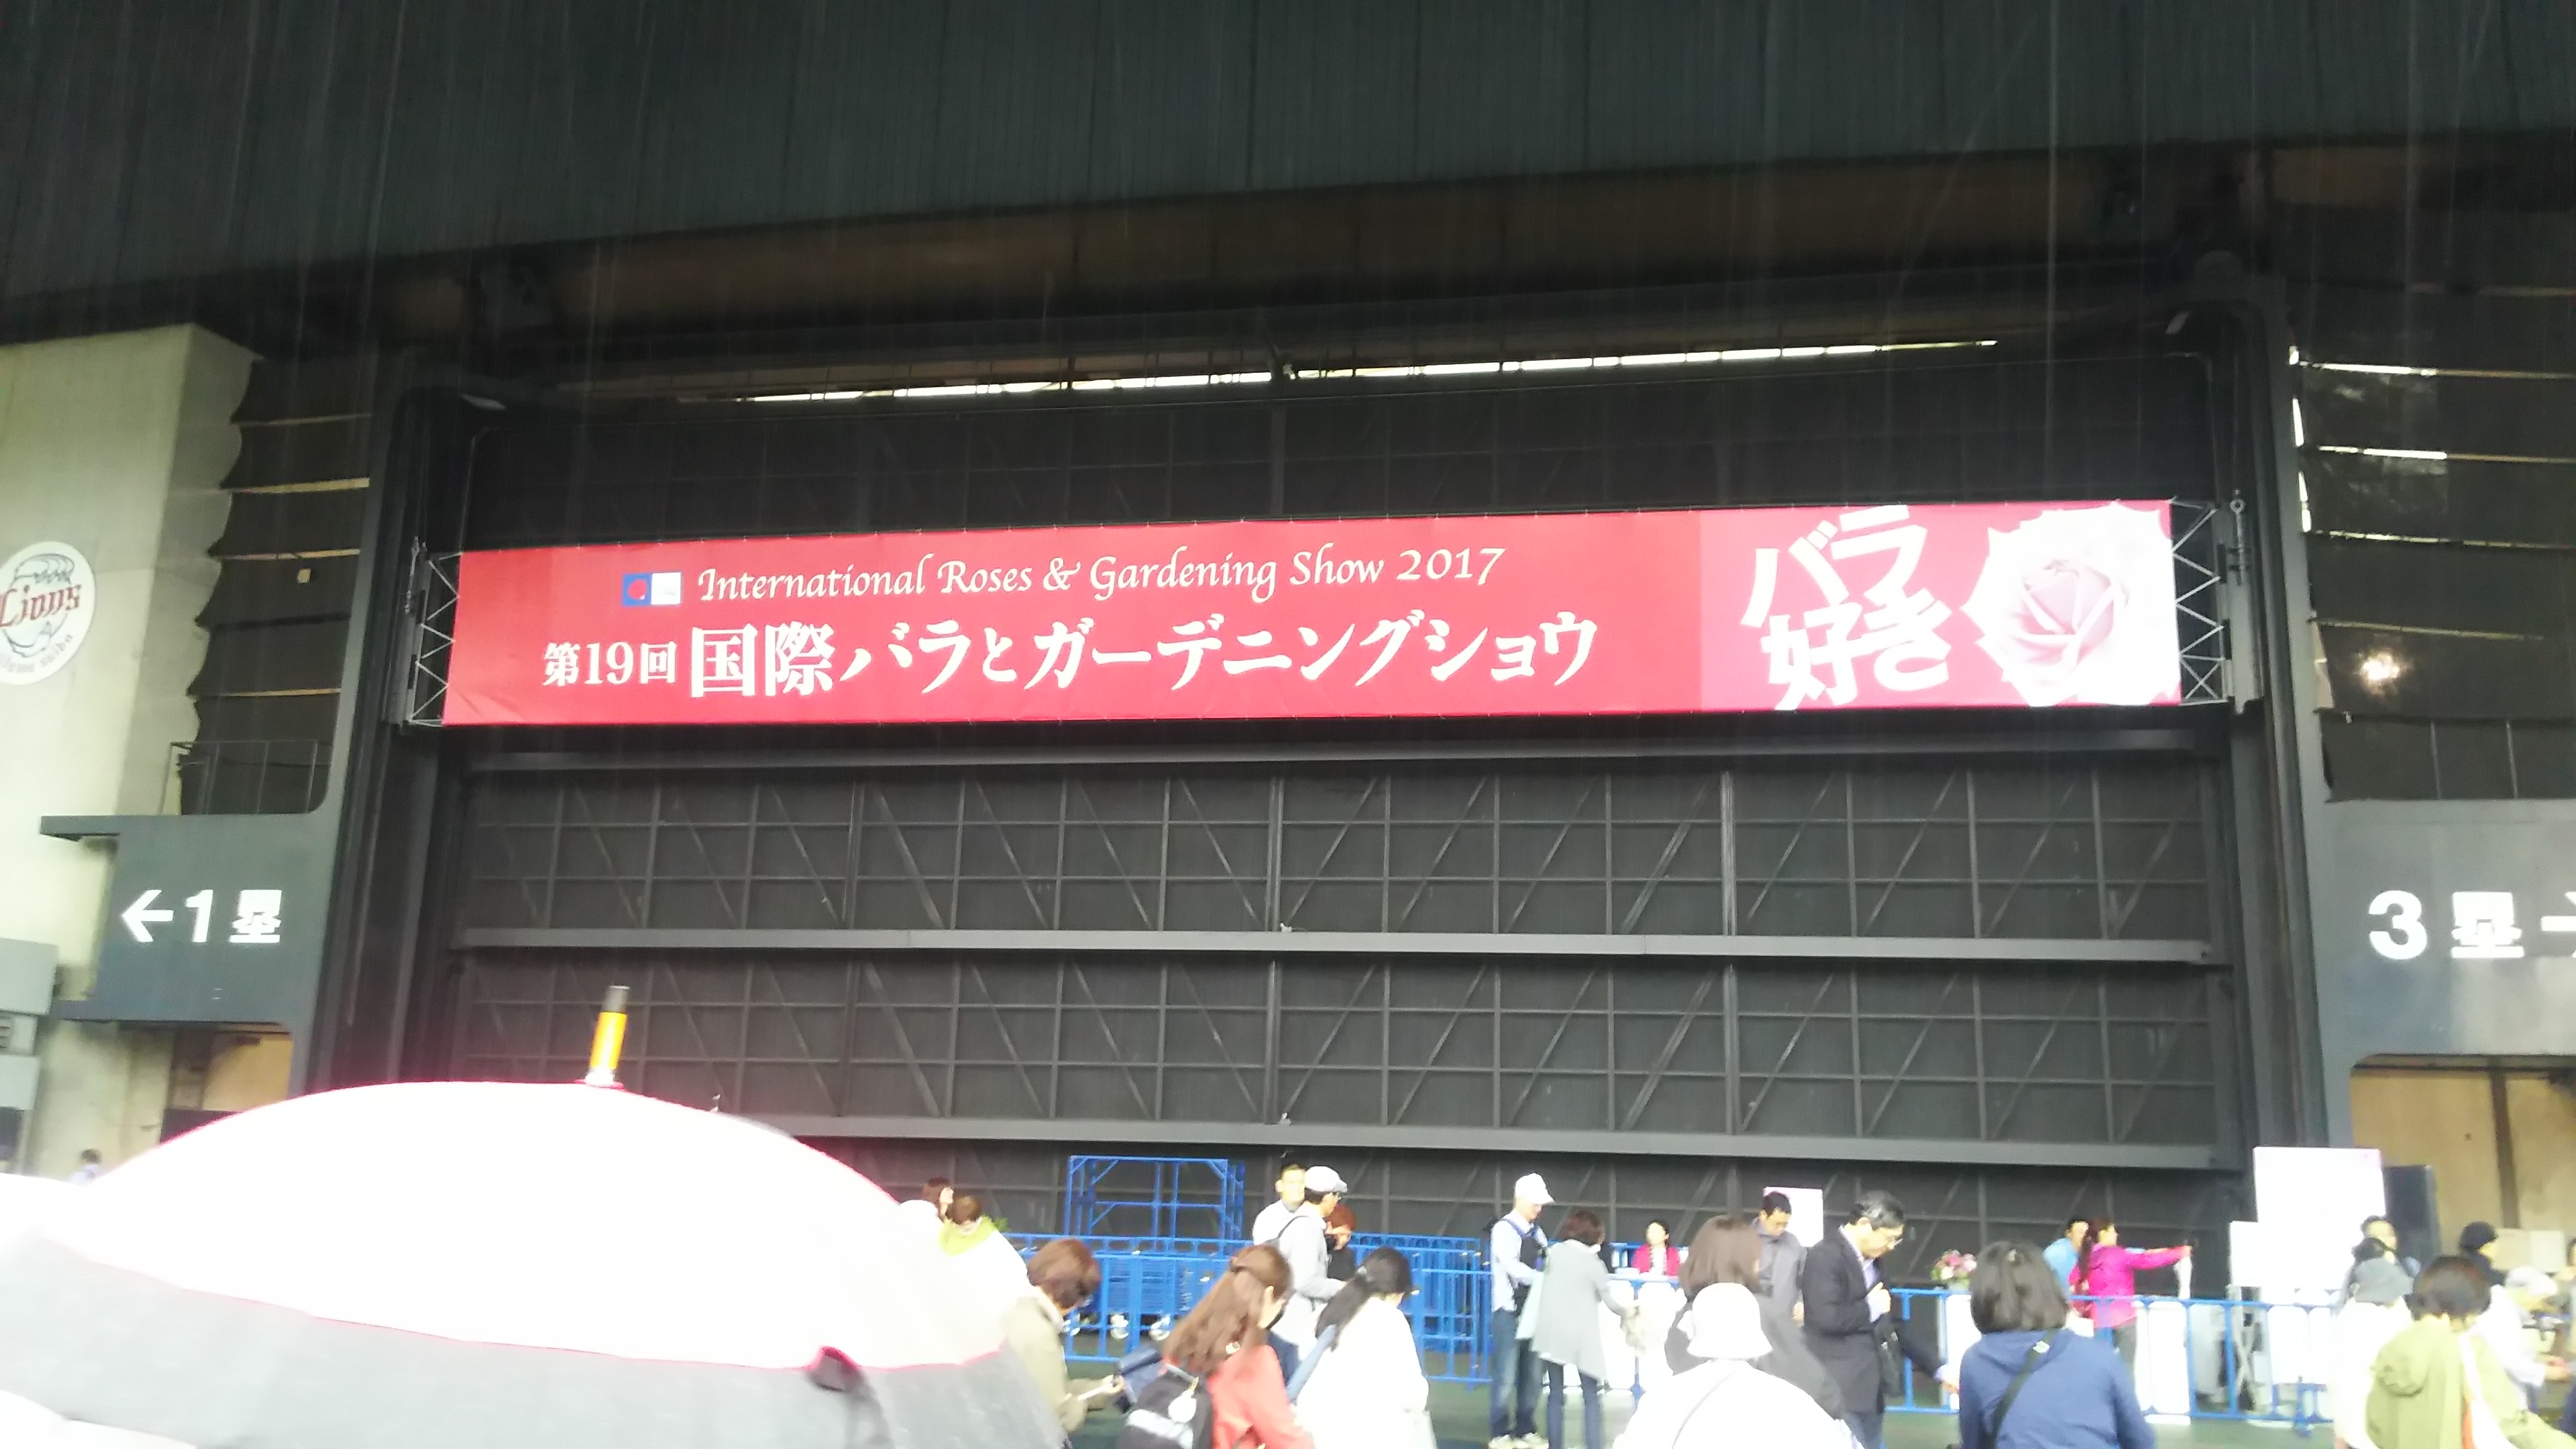 International Roses & Gardening Show 2017
第19回 国際バラとガーデニングショウ
バラ
好き
Lions
←1塁
3塁→